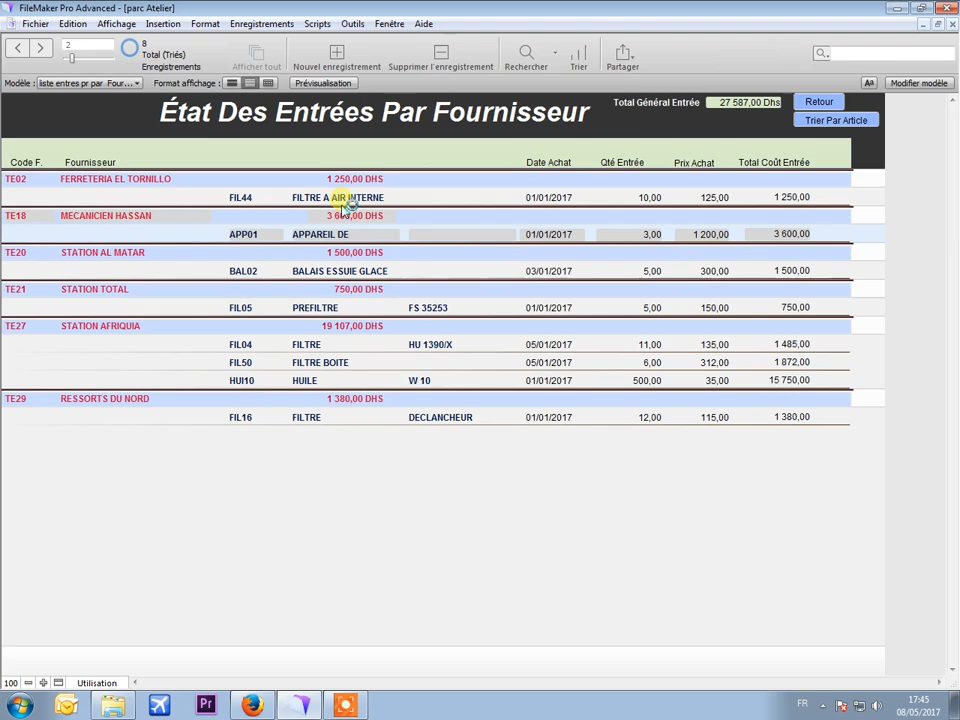 FileMaker Pro Advanced - [parc Atelier]
Fichier Edition Affichage Insertion Format Enregistrements Scripts Outils Fenêtre Aide
2
8
Total (Triés)
Enregistrements
Afficher tout Nouvel enregistrement Supprimer l'enregistrement Rechercher Trier Partager
Modèle : liste entres pr par Four... Format affichage : Prévisualisation Aª Modifier modèle
État Des Entrées Par Fournisseur
Total Général Entrée 27 587,00 Dhs
Retour
Trier Par Article
Code F. Fournisseur Date Achat Qté Entrée Prix Achat Total Coût Entrée
TE02 FERRETERIA EL TORNILLO 1 250,00 DHS
FIL44 FILTRE A AIR INTERNE 01/01/2017 10,00 125,00 1 250,00
TE18 MECANICIEN HASSAN 3 600,00 DHS
APP01 APPAREIL DE 01/01/2017 3,00 1 200,00 3 600,00
TE20 STATION AL MATAR 1 500,00 DHS
BAL02 BALAIS ESSUIE GLACE 03/01/2017 5,00 300,00 1 500,00
TE21 STATION TOTAL 750,00 DHS
FIL05 PREFILTRE FS 35253 01/01/2017 5,00 150,00 750,00
TE27 STATION AFRIQUIA 19 107,00 DHS
FIL04 FILTRE HU 1390/X 05/01/2017 11,00 135,00 1 485,00
FIL50 FILTRE BOITE 05/01/2017 6,00 312,00 1 872,00
HUI10 HUILE W 10 01/01/2017 500,00 35,00 15 750,00
TE29 RESSORTS DU NORD 1 380,00 DHS
FIL16 FILTRE DECLANCHEUR 01/01/2017 12,00 115,00 1 380,00
100 Utilisation
Pr
FR
17:45
08/05/2017